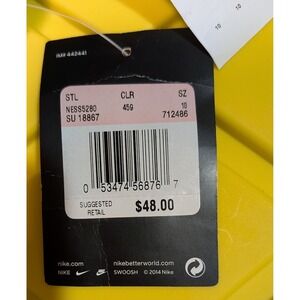 STL CLR SZ
NESS5280 459 10
SU 18867 712486
0 53474 56876 7
SUGGESTED
RETAIL $48.00
nike.com nikebetterworld.com
NIKE SWOOSH © 2014 Nike
10
10